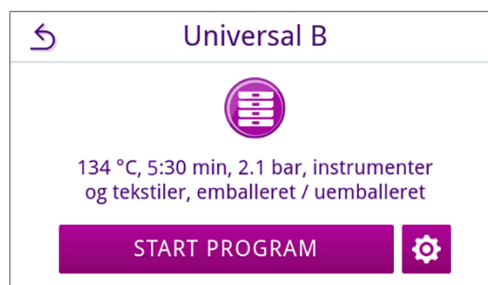 Universal B
134 °C, 5:30 min, 2.1 bar, instrumenter
og tekstiler, emballeret / uemballeret
START PROGRAM